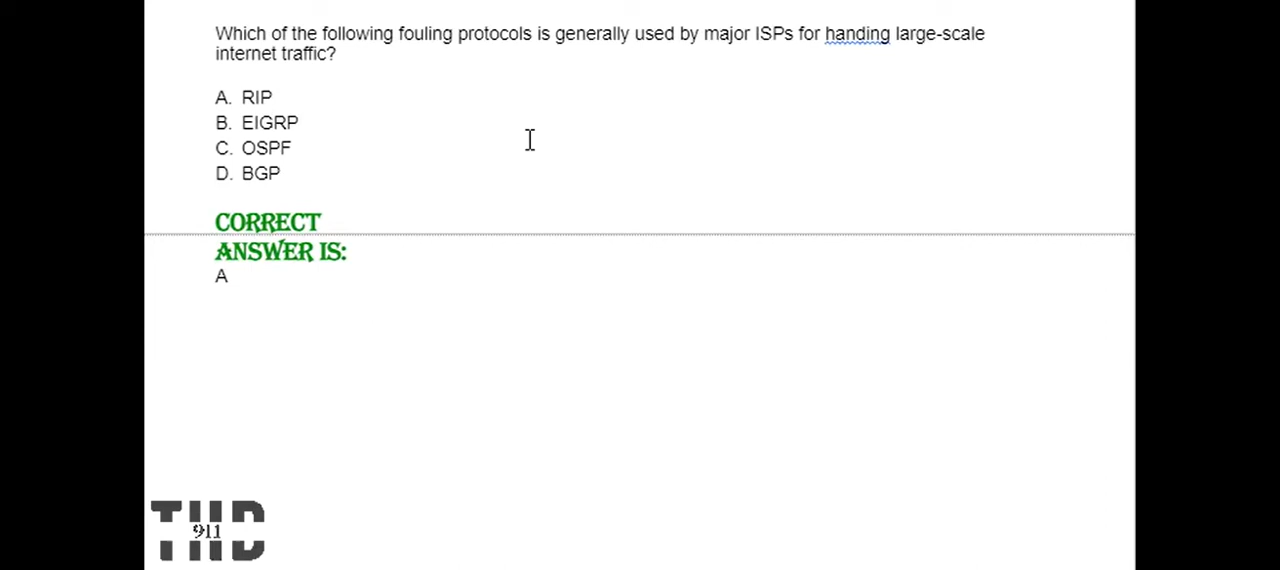 Which of the following fouling protocols is generally used by major ISPs for handing large-scale
internet traffic?
A. RIP
B. EIGRP
C. OSPF
D. BGP
CORRECT
ANSWER IS:
A
THD
911